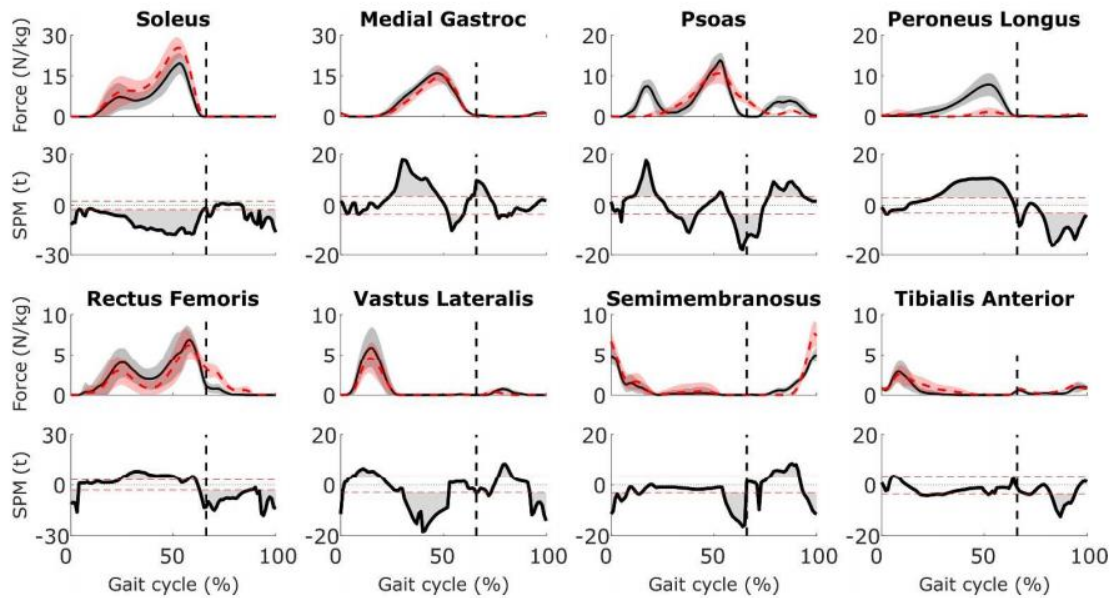 Soleus Medial Gastroc Psoas Peroneus Longus
Force (N/kg)
30 30 20 20
15 15 10 10
0 0 0 0
SPM (t)
30 20 20 20
0 0 0 0
-30 -20 -20 -20
Rectus Femoris Vastus Lateralis Semimembranosus Tibialis Anterior
Force (N/kg)
10 10 10 10
5 5 5 5
0 0 0 0
SPM (t)
30 20 20 20
0 0 0 0
-30 -20 -20 -20
0 50 100 0 50 100 0 50 100 0 50 100
Gait cycle (%) Gait cycle (%) Gait cycle (%) Gait cycle (%)